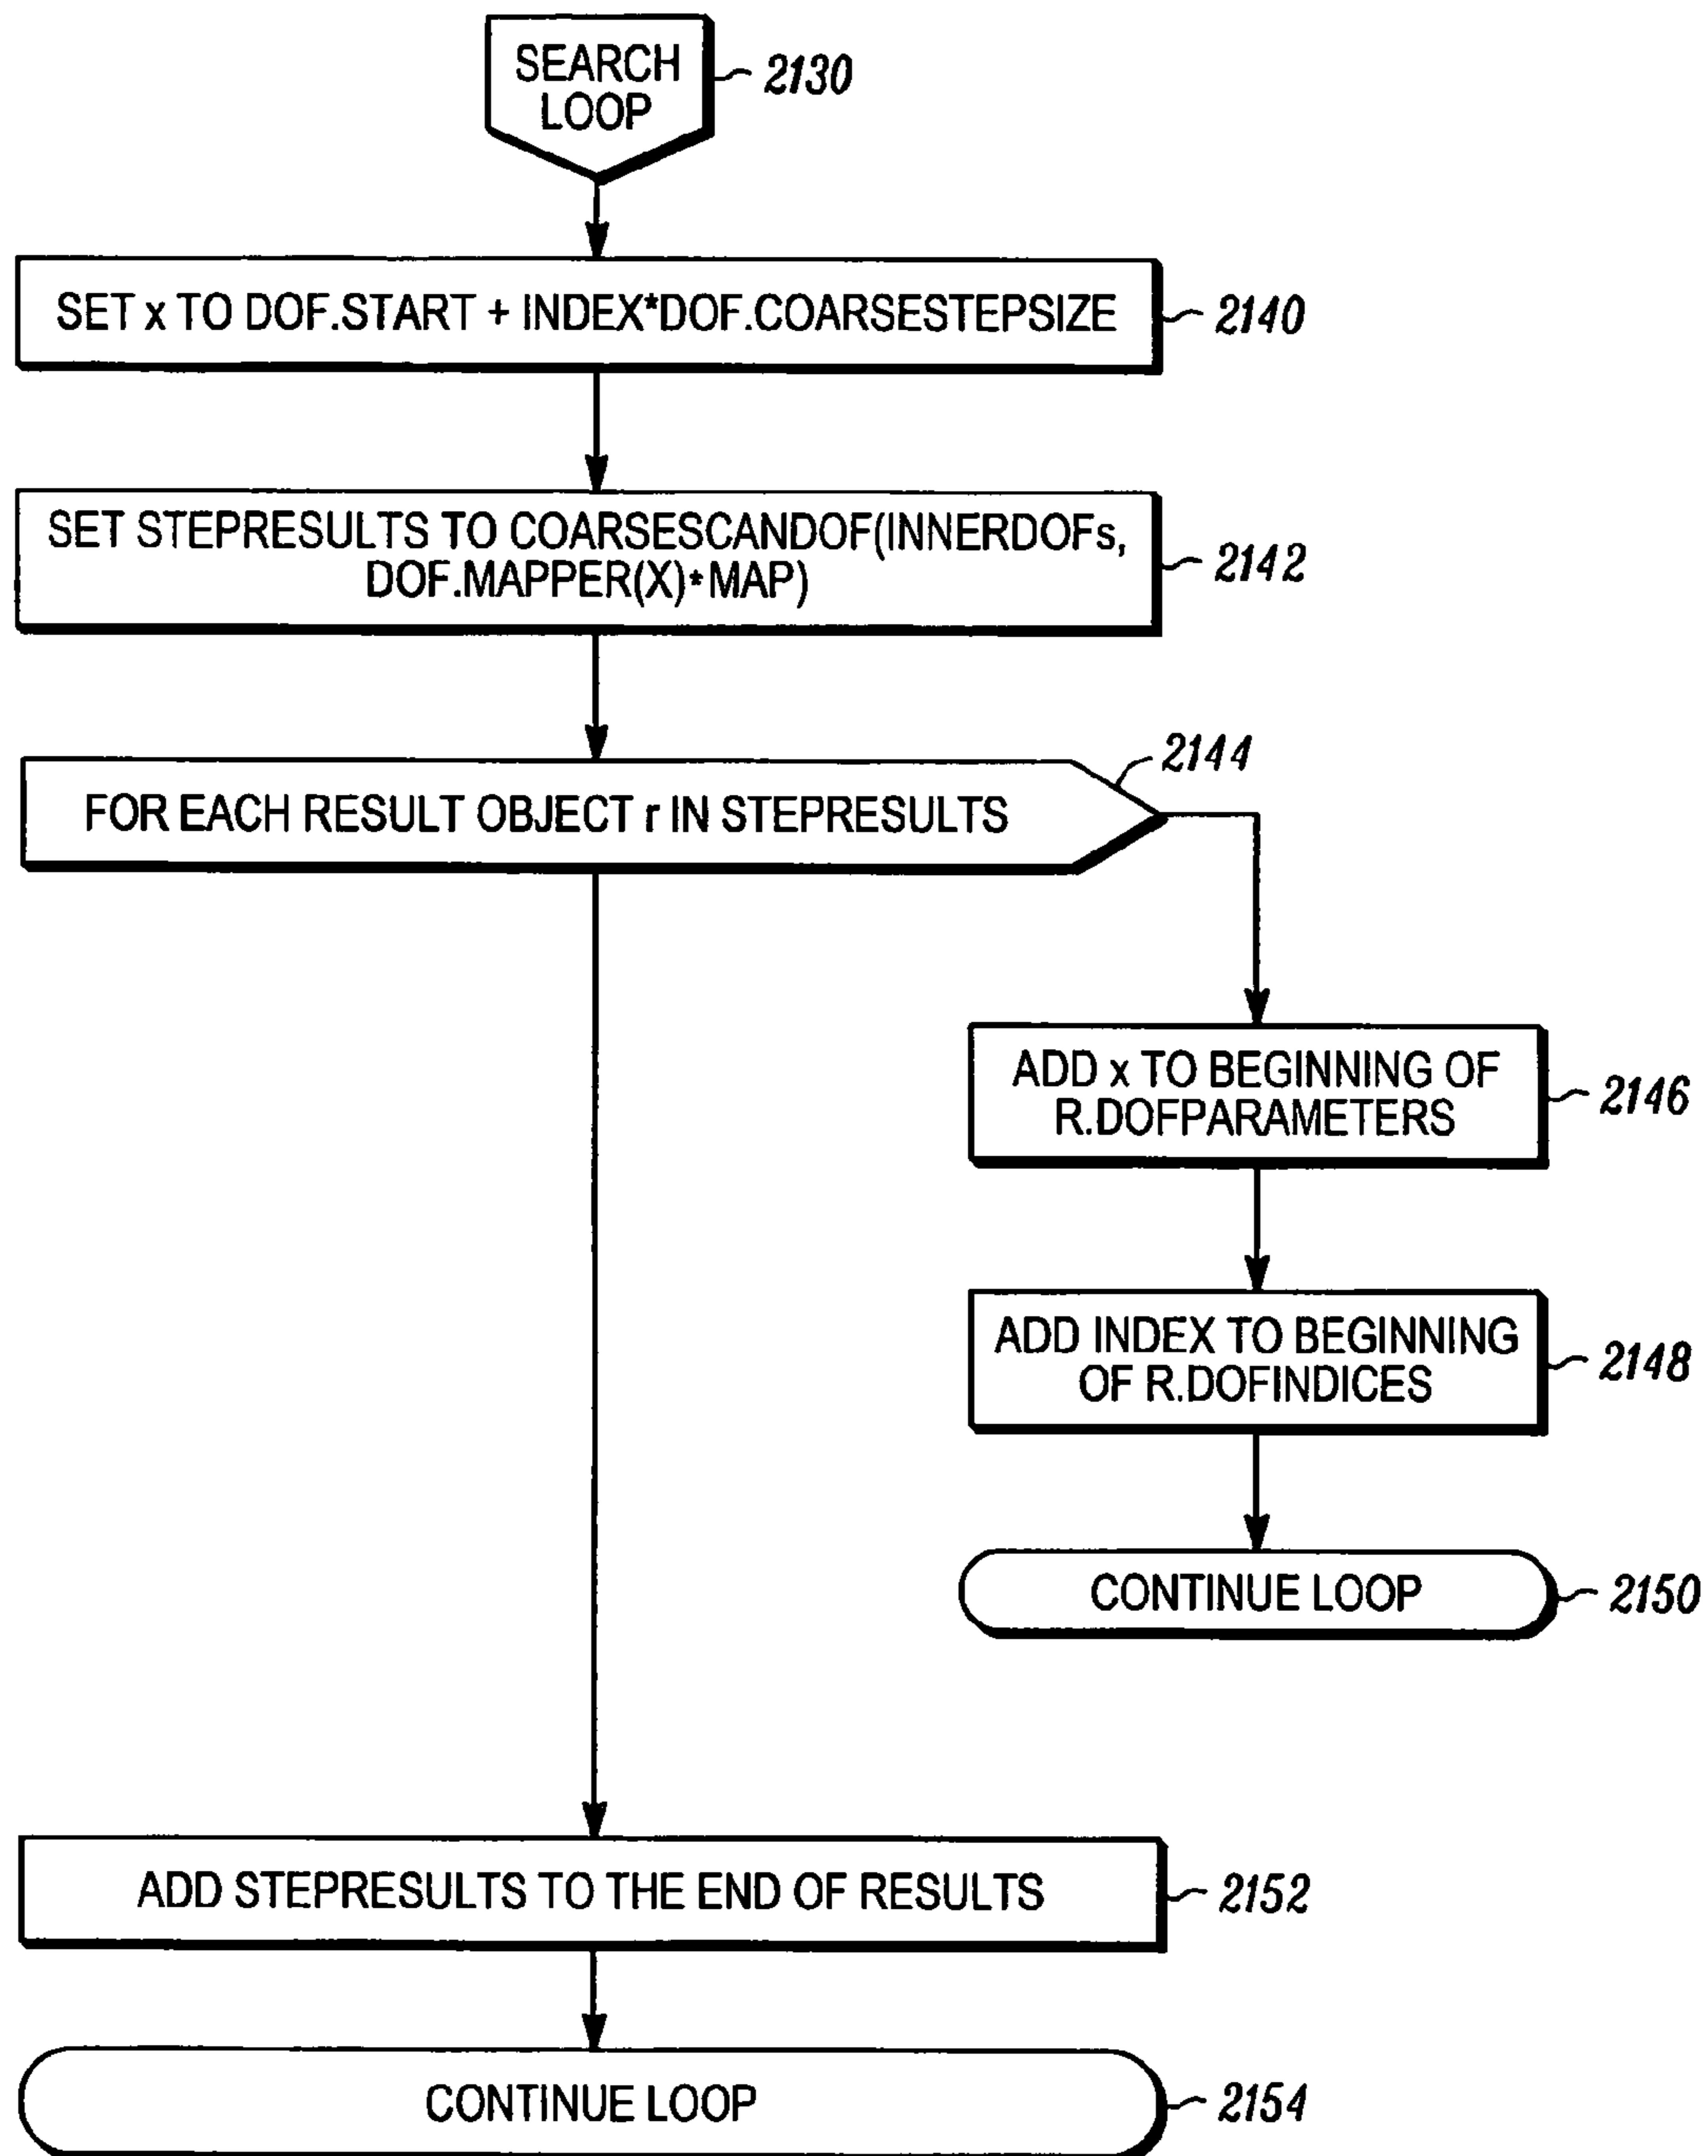 SEARCH
LOOP
2130
SET x TO DOF.START + INDEX*DOF.COARSESTEPSIZE
2140
SET STEPRESULTS TO COARSESCANDOF(INNERDOFs,
DOF.MAPPER(X)*MAP)
2142
2144
FOR EACH RESULT OBJECT r IN STEPRESULTS
ADD x TO BEGINNING OF
R.DOFPARAMETERS
2146
ADD INDEX TO BEGINNING
OF R.DOFINDICES
2148
CONTINUE LOOP
2150
ADD STEPRESULTS TO THE END OF RESULTS
2152
CONTINUE LOOP
2154